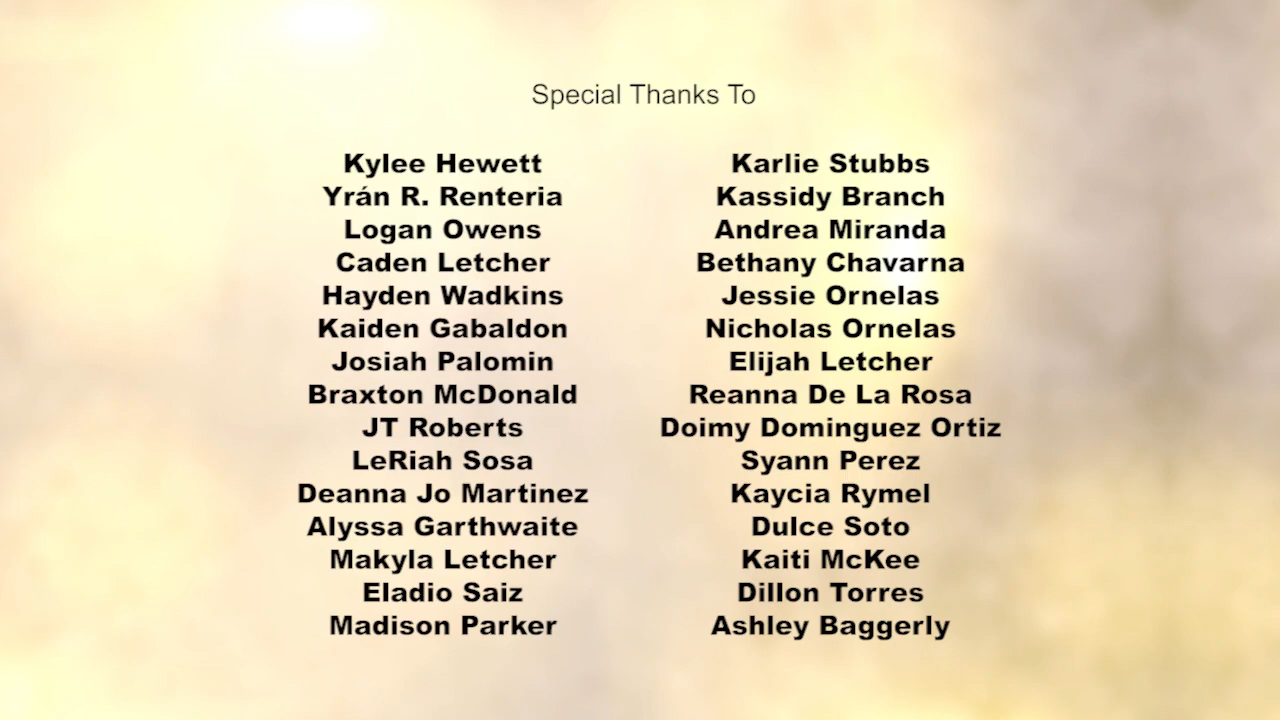 Special Thanks To
Kylee Hewett
Yrán R. Renteria
Logan Owens
Caden Letcher
Hayden Wadkins
Kaiden Gabaldon
Josiah Palomin
Braxton McDonald
JT Roberts
LeRiah Sosa
Deanna Jo Martinez
Alyssa Garthwaite
Makyla Letcher
Eladio Saiz
Madison Parker
Karlie Stubbs
Kassidy Branch
Andrea Miranda
Bethany Chavarna
Jessie Ornelas
Nicholas Ornelas
Elijah Letcher
Reanna De La Rosa
Doimy Dominguez Ortiz
Syann Perez
Kaycia Rymel
Dulce Soto
Kaiti McKee
Dillon Torres
Ashley Baggerly